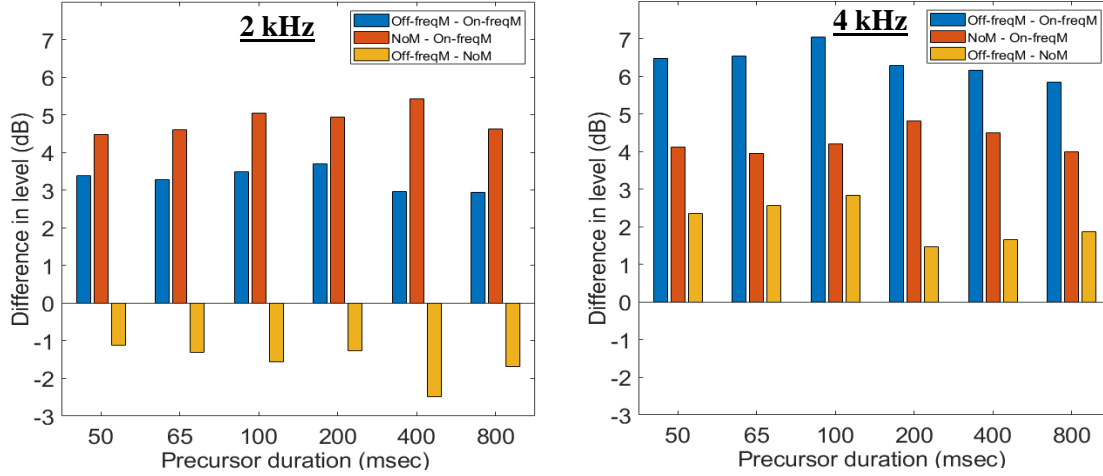 2 kHz
Off-freqM - On-freqM
NoM - On-freqM
Off-freqM - NoM
7
6
5
4
3
2
1
0
-1
-2
-3
Difference in level (dB)
50 65 100 200 400 800
Precursor duration (msec)
4 kHz
Off-freqM - On-freqM
NoM - On-freqM
Off-freqM - NoM
7
6
5
4
3
2
1
0
-1
-2
-3
Difference in level (dB)
50 65 100 200 400 800
Precursor duration (msec)